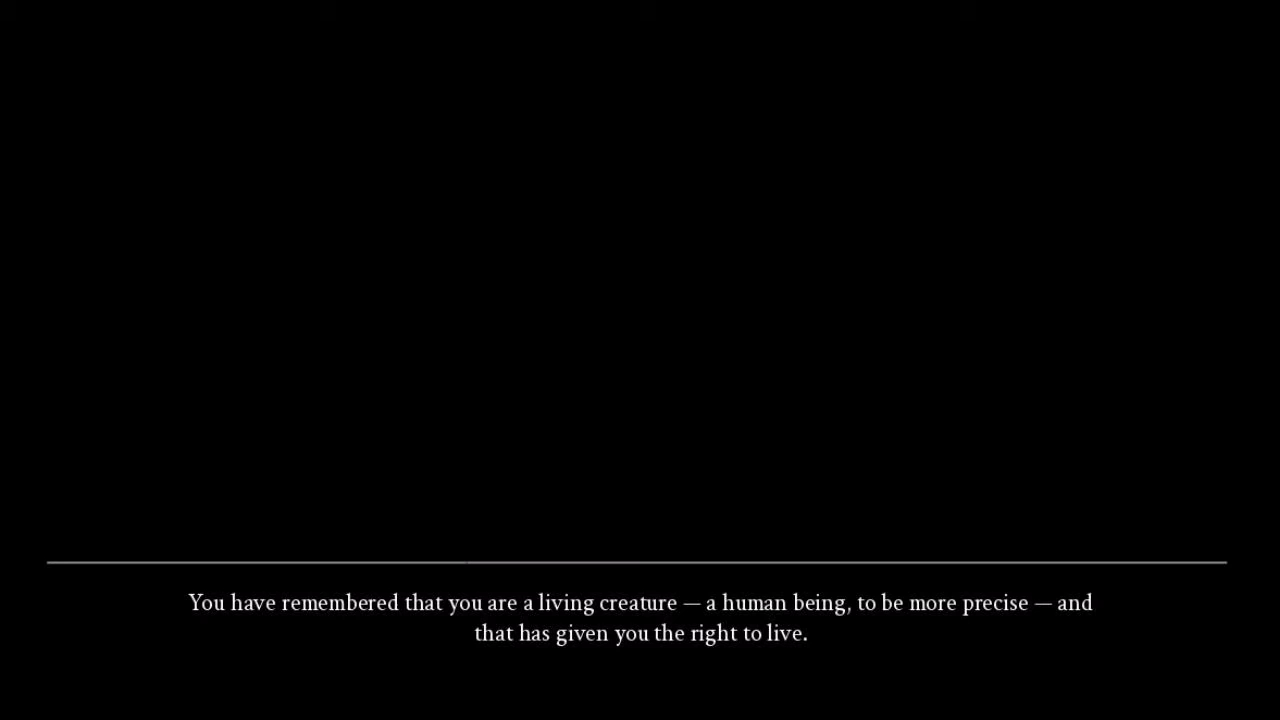 You have remembered that you are a living creature — a human being, to be more precise — and
that has given you the right to live.